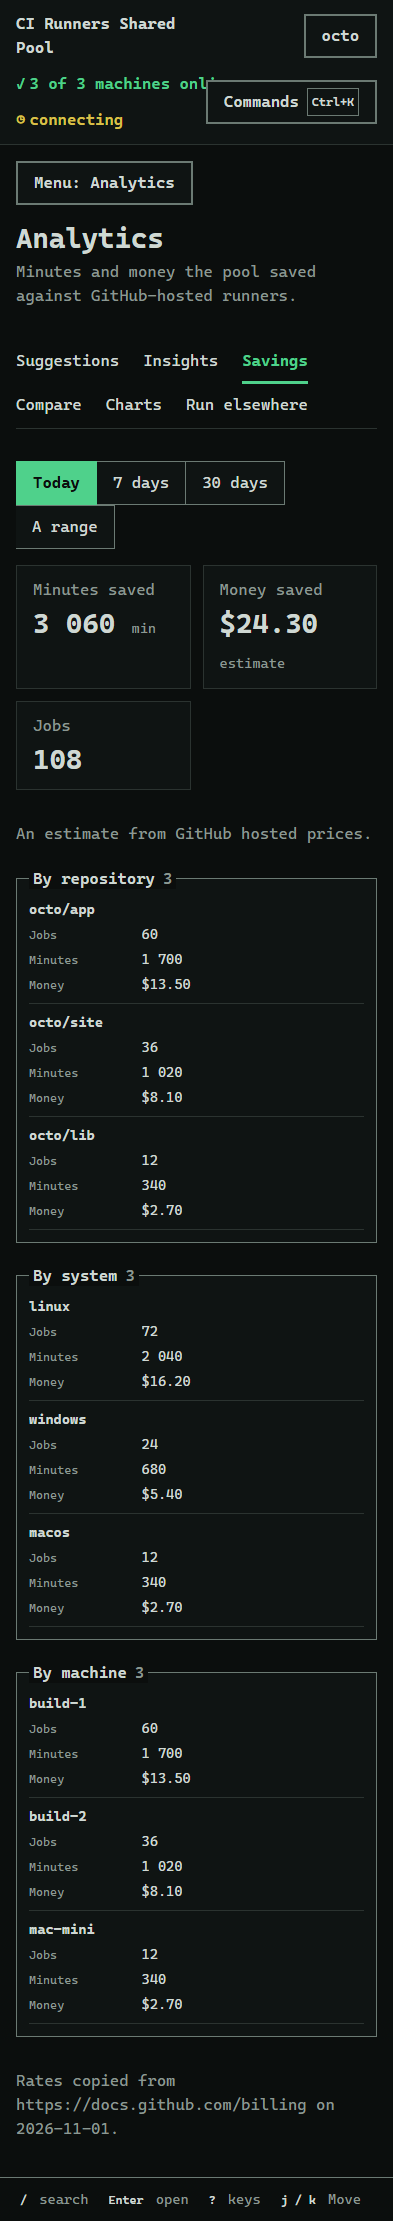 CI Runners Shared
Pool
octo
✓ 3 of 3 machines onli
Commands Ctrl+K
connecting
Menu: Analytics
Analytics
Minutes and money the pool saved
against GitHub-hosted runners.
Suggestions Insights Savings
Compare Charts Run elsewhere
Today 7 days 30 days
A range
Minutes saved
3 060 min
Money saved
$24.30
estimate
Jobs
108
An estimate from GitHub hosted prices.
By repository 3
octo/app
Jobs 60
Minutes 1 700
Money $13.50
octo/site
Jobs 36
Minutes 1 020
Money $8.10
octo/lib
Jobs 12
Minutes 340
Money $2.70
By system 3
linux
Jobs 72
Minutes 2 040
Money $16.20
windows
Jobs 24
Minutes 680
Money $5.40
macos
Jobs 12
Minutes 340
Money $2.70
By machine 3
build-1
Jobs 60
Minutes 1 700
Money $13.50
build-2
Jobs 36
Minutes 1 020
Money $8.10
mac-mini
Jobs 12
Minutes 340
Money $2.70
Rates copied from
https://docs.github.com/billing on
2026-11-01.
/ search Enter open ? keys j / k Move